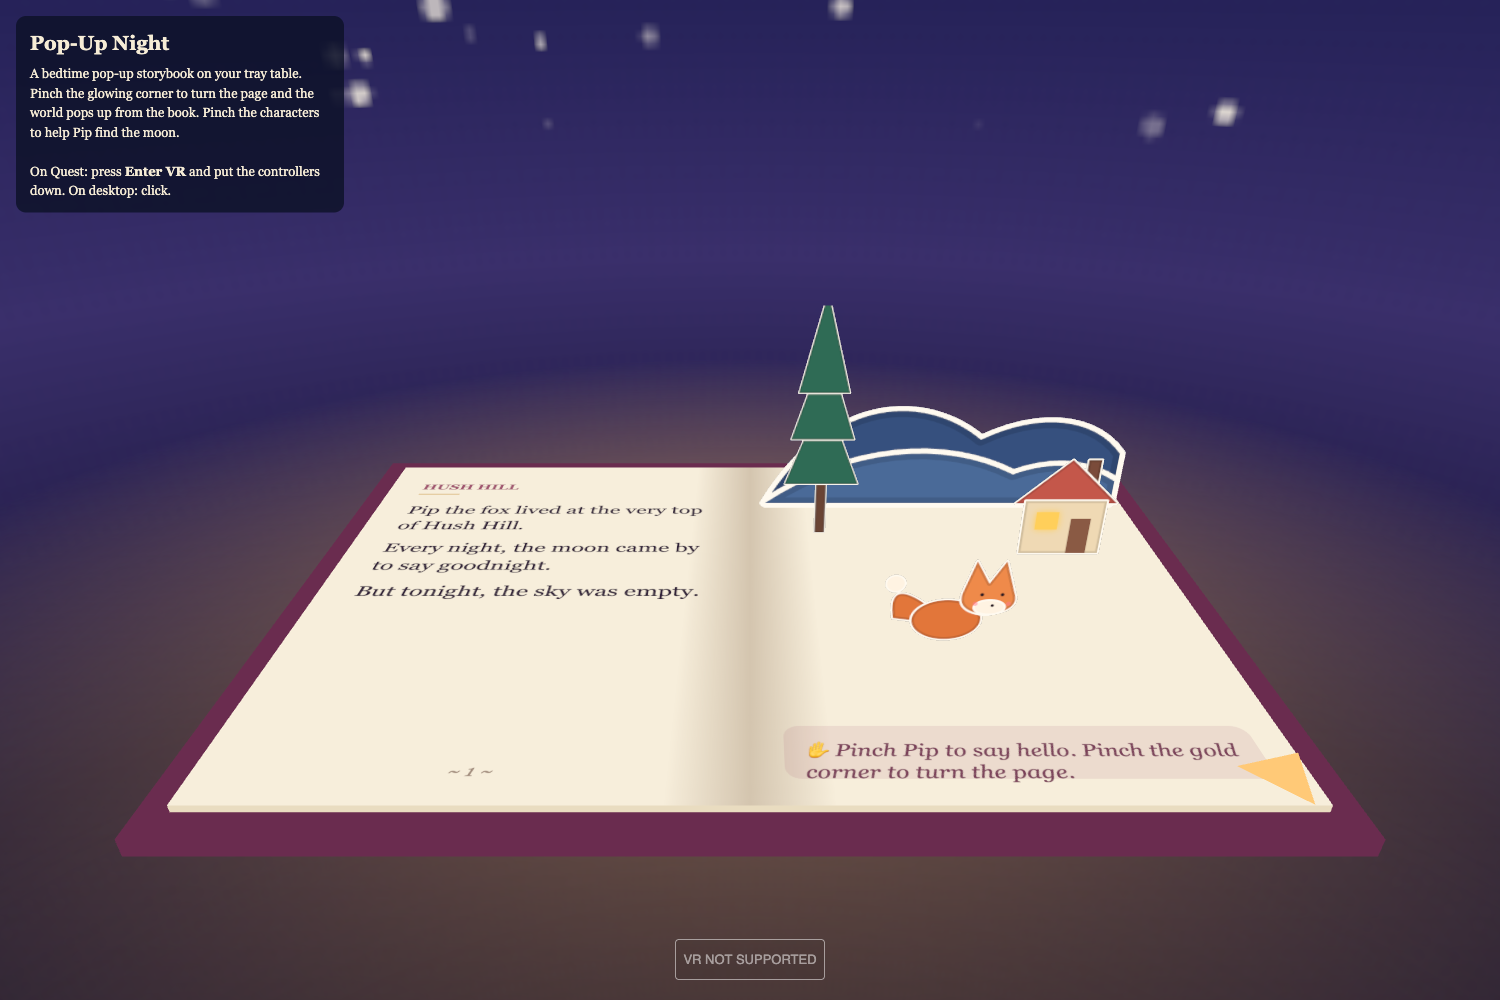 Pop-Up Night
A bedtime pop-up storybook on your tray table.
Pinch the glowing corner to turn the page and the
world pops up from the book. Pinch the characters
to help Pip find the moon.
On Quest: press Enter VR and put the controllers
down. On desktop: click.
HUSH HILL
Pip the fox lived at the very top
of Hush Hill.
Every night, the moon came by
to say goodnight.
But tonight, the sky was empty.
~ 1 ~
🖐 Pinch Pip to say hello. Pinch the gold
corner to turn the page.
VR NOT SUPPORTED